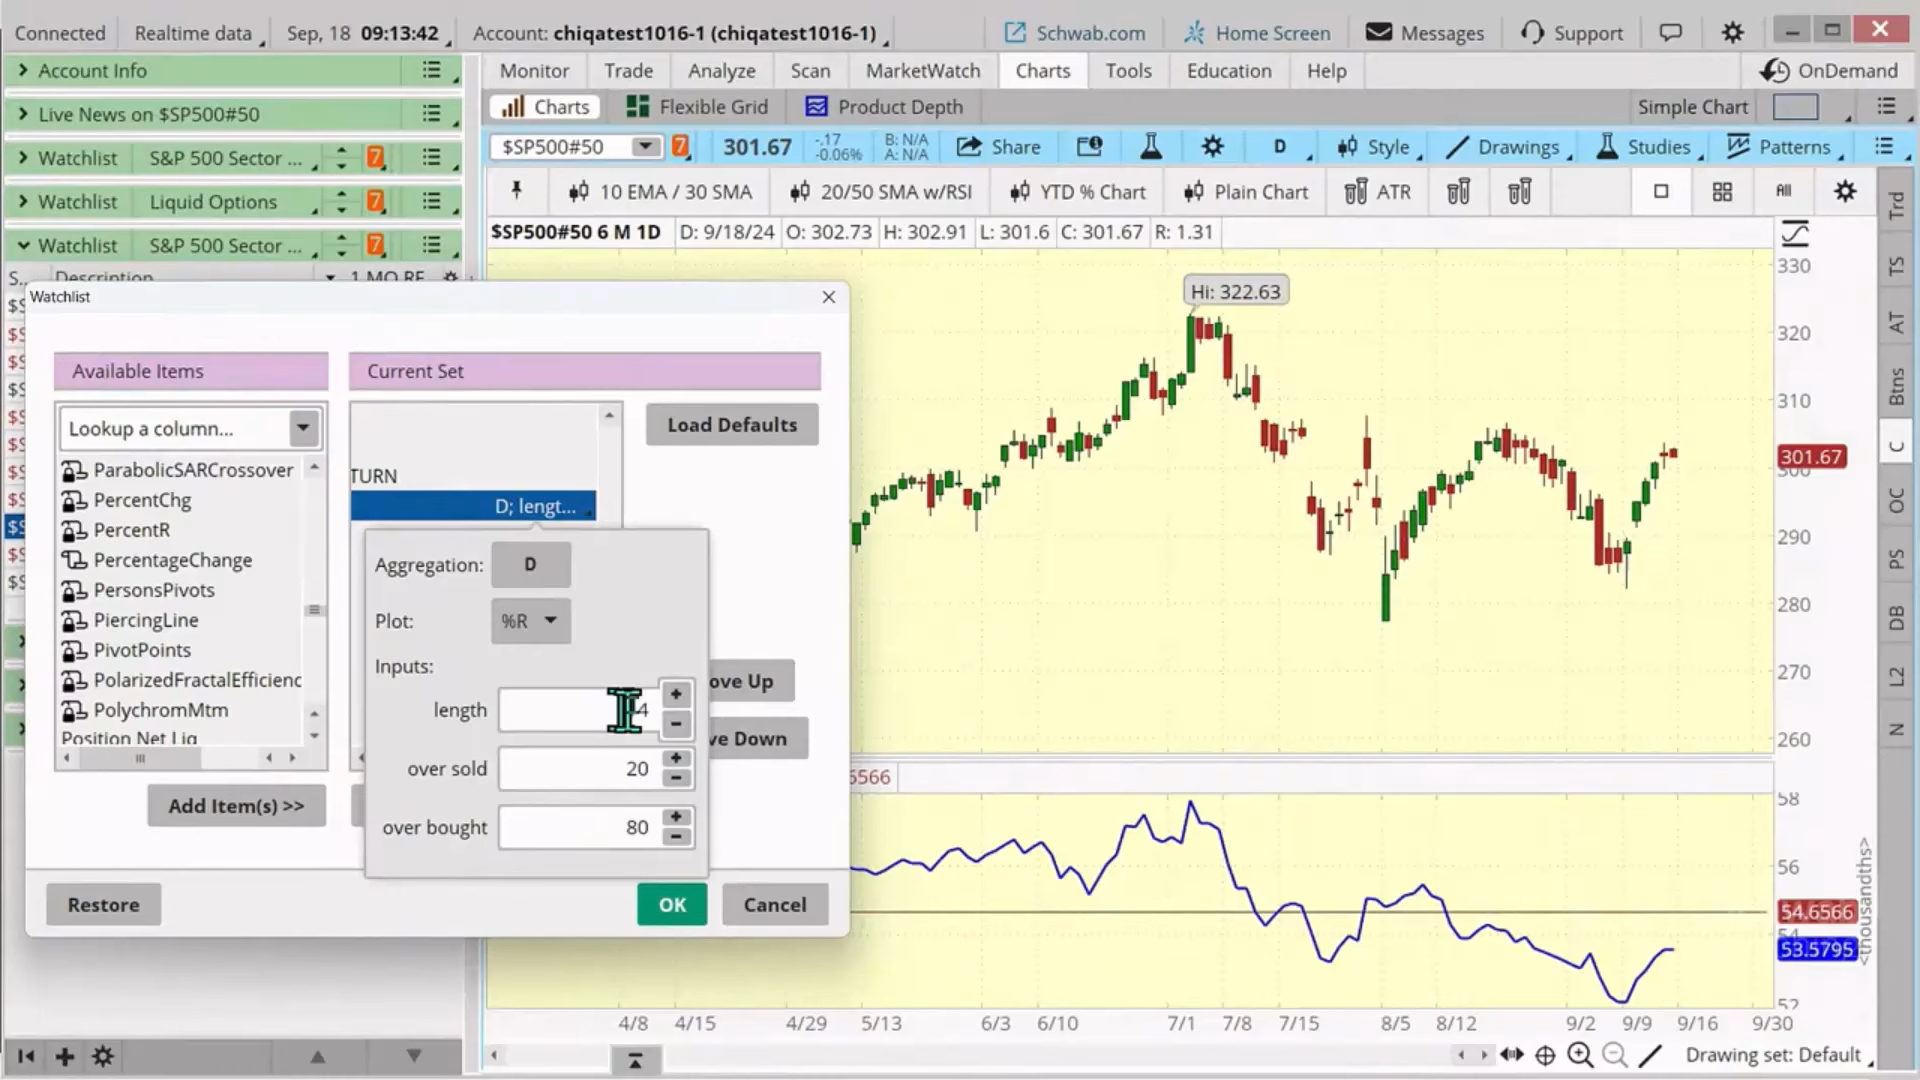 Connected
Realtime data
Sep, 18 09:13:42
Account: chiqatest1016-1 (chiqatest1016-1)
Schwab.com
Home Screen
Messages
Support
Account Info
Live News on $SP500#50
Watchlist S&P 500 Sector ... 7
Watchlist Liquid Options 7
Watchlist S&P 500 Sector ... 7
S... Description
Monitor Trade Analyze Scan MarketWatch Charts Tools Education Help
OnDemand
Charts Flexible Grid Product Depth
Simple Chart
$SP500#50 7 301.67 -.17 -0.06% B: N/A A: N/A
Share D Style Drawings Studies Patterns
10 EMA / 30 SMA
20/50 SMA w/RSI
YTD % Chart
Plain Chart
ATR
All
$SP500#50 6 M 1D D: 9/18/24 O: 302.73 H: 302.91 L: 301.6 C: 301.67 R: 1.31
Hi: 322.63
330
320
310
301.67
290
280
270
260
Trd
TS
AT
Btns
C
OC
PS
DB
L2
N
Watchlist
Available Items
Current Set
Lookup a column...
ParabolicSARCrossover
PercentChg
PercentR
PercentageChange
PersonsPivots
PiercingLine
PivotPoints
PolarizedFractalEfficienc
PolychromMtm
Position Net Liq
Add Item(s) >>
TURN
D; lengt...
Load Defaults
Aggregation: D
Plot: %R
Inputs:
length 4
over sold 20
over bought 80
ove Up
ve Down
Restore
OK
Cancel
6566
58
56
54.6566
54
53.5795
52
<thousandths>
4/8 4/15 4/29 5/13 6/3 6/10 7/1 7/8 7/15 8/5 8/12 9/2 9/9 9/16 9/30
Drawing set: Default